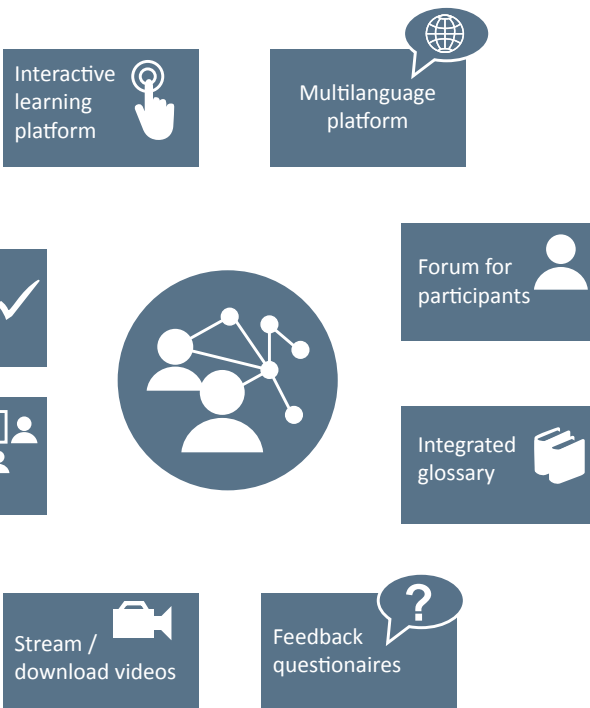 Interactive
learning
platform
Multilanguage
platform
Forum for
participants
Integrated
glossary
Stream /
download videos
Feedback
questionaires
?